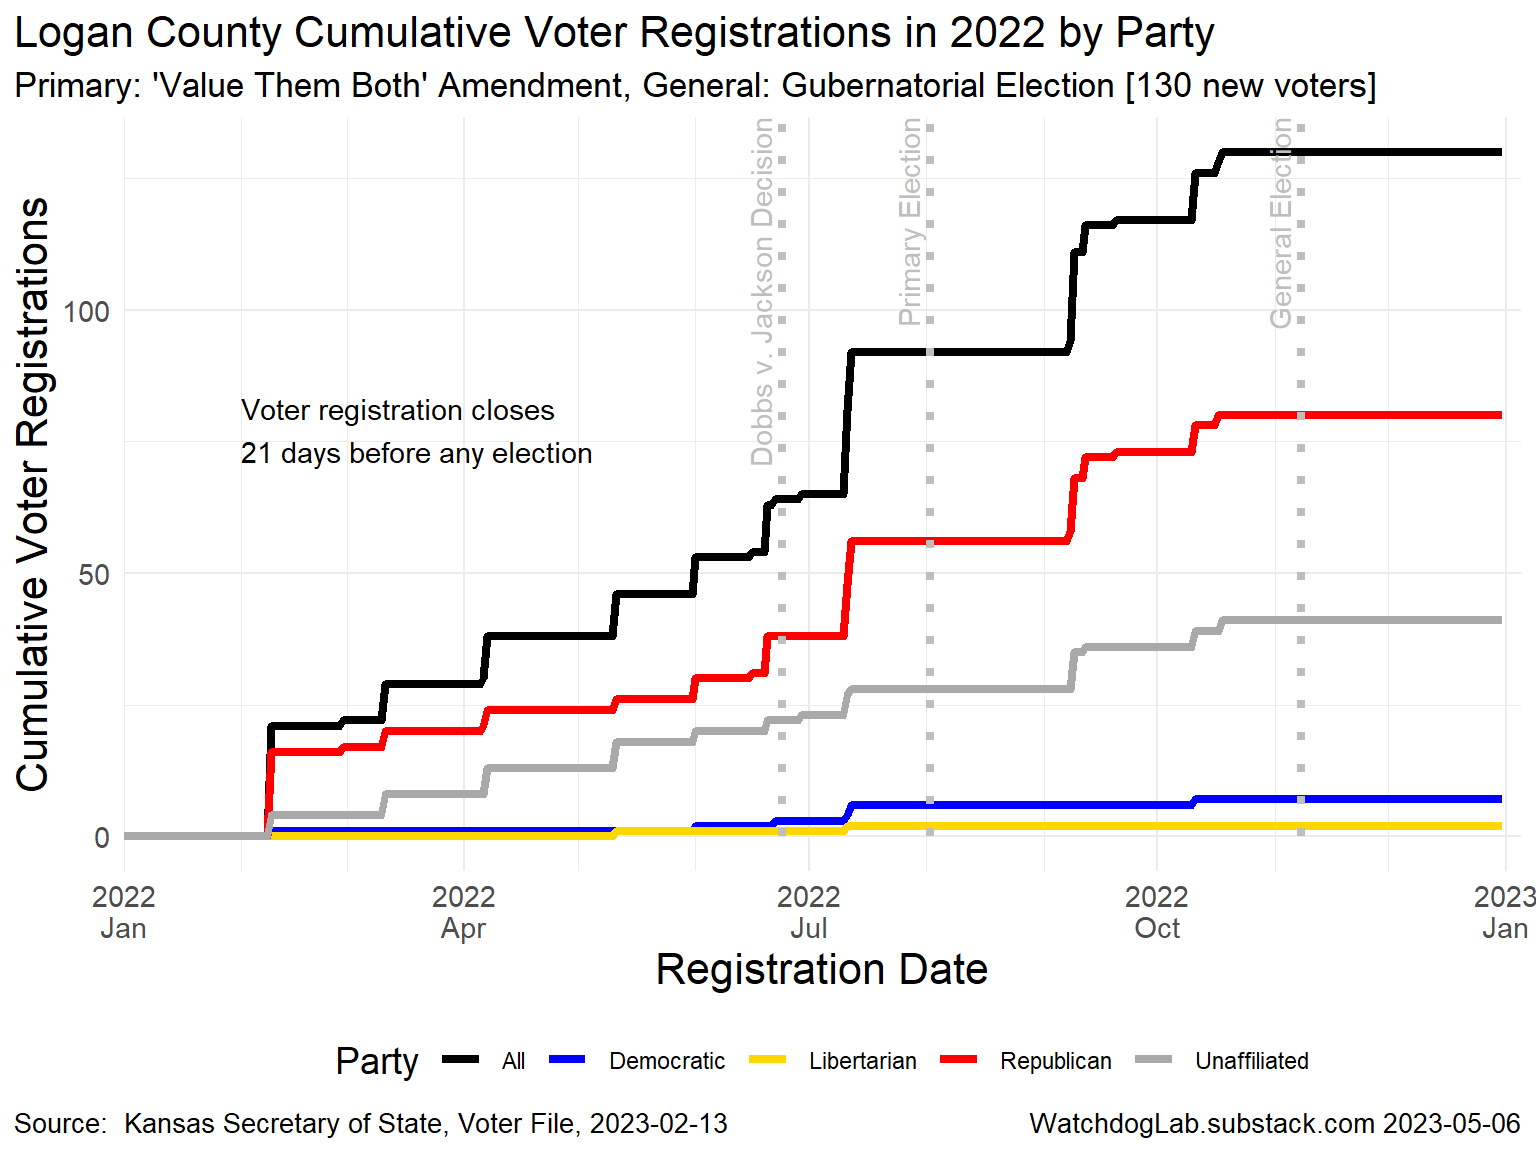 Logan County Cumulative Voter Registrations in 2022 by Party
Primary: 'Value Them Both' Amendment, General: Gubernatorial Election [130 new voters]
Cumulative Voter Registrations
100
50
0
Dobbs v. Jackson Decision
Primary Election
General Election
Voter registration closes
21 days before any election
2022 2022 2022 2022 2023
Jan Apr Jul Oct Jan
Registration Date
Party All Democratic Libertarian Republican Unaffiliated
Source:  Kansas Secretary of State, Voter File, 2023-02-13
WatchdogLab.substack.com 2023-05-06